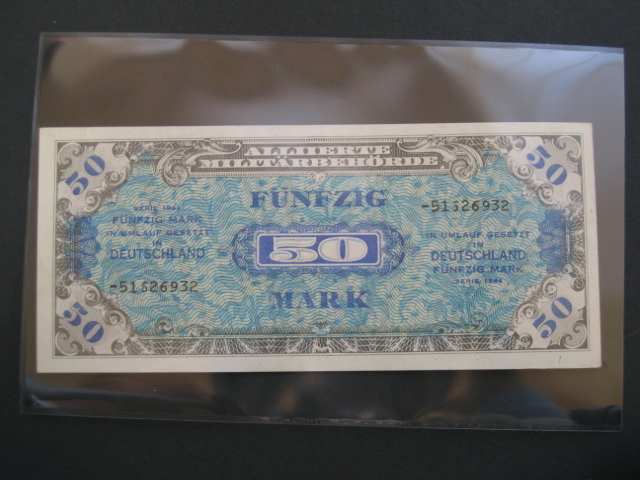 ALLIIERTE
MILITÄRBEHÖRDE
50
50
FÜNFZIG
50
MARK
SERIE 1944
FÜNFZIG MARK
IN UMLAUF GESETZT
IN
DEUTSCHLAND
-51526932
-51526932
IN UMLAUF GESETZT
IN
DEUTSCHLAND
FÜNFZIG MARK
SERIE 1944
50
50